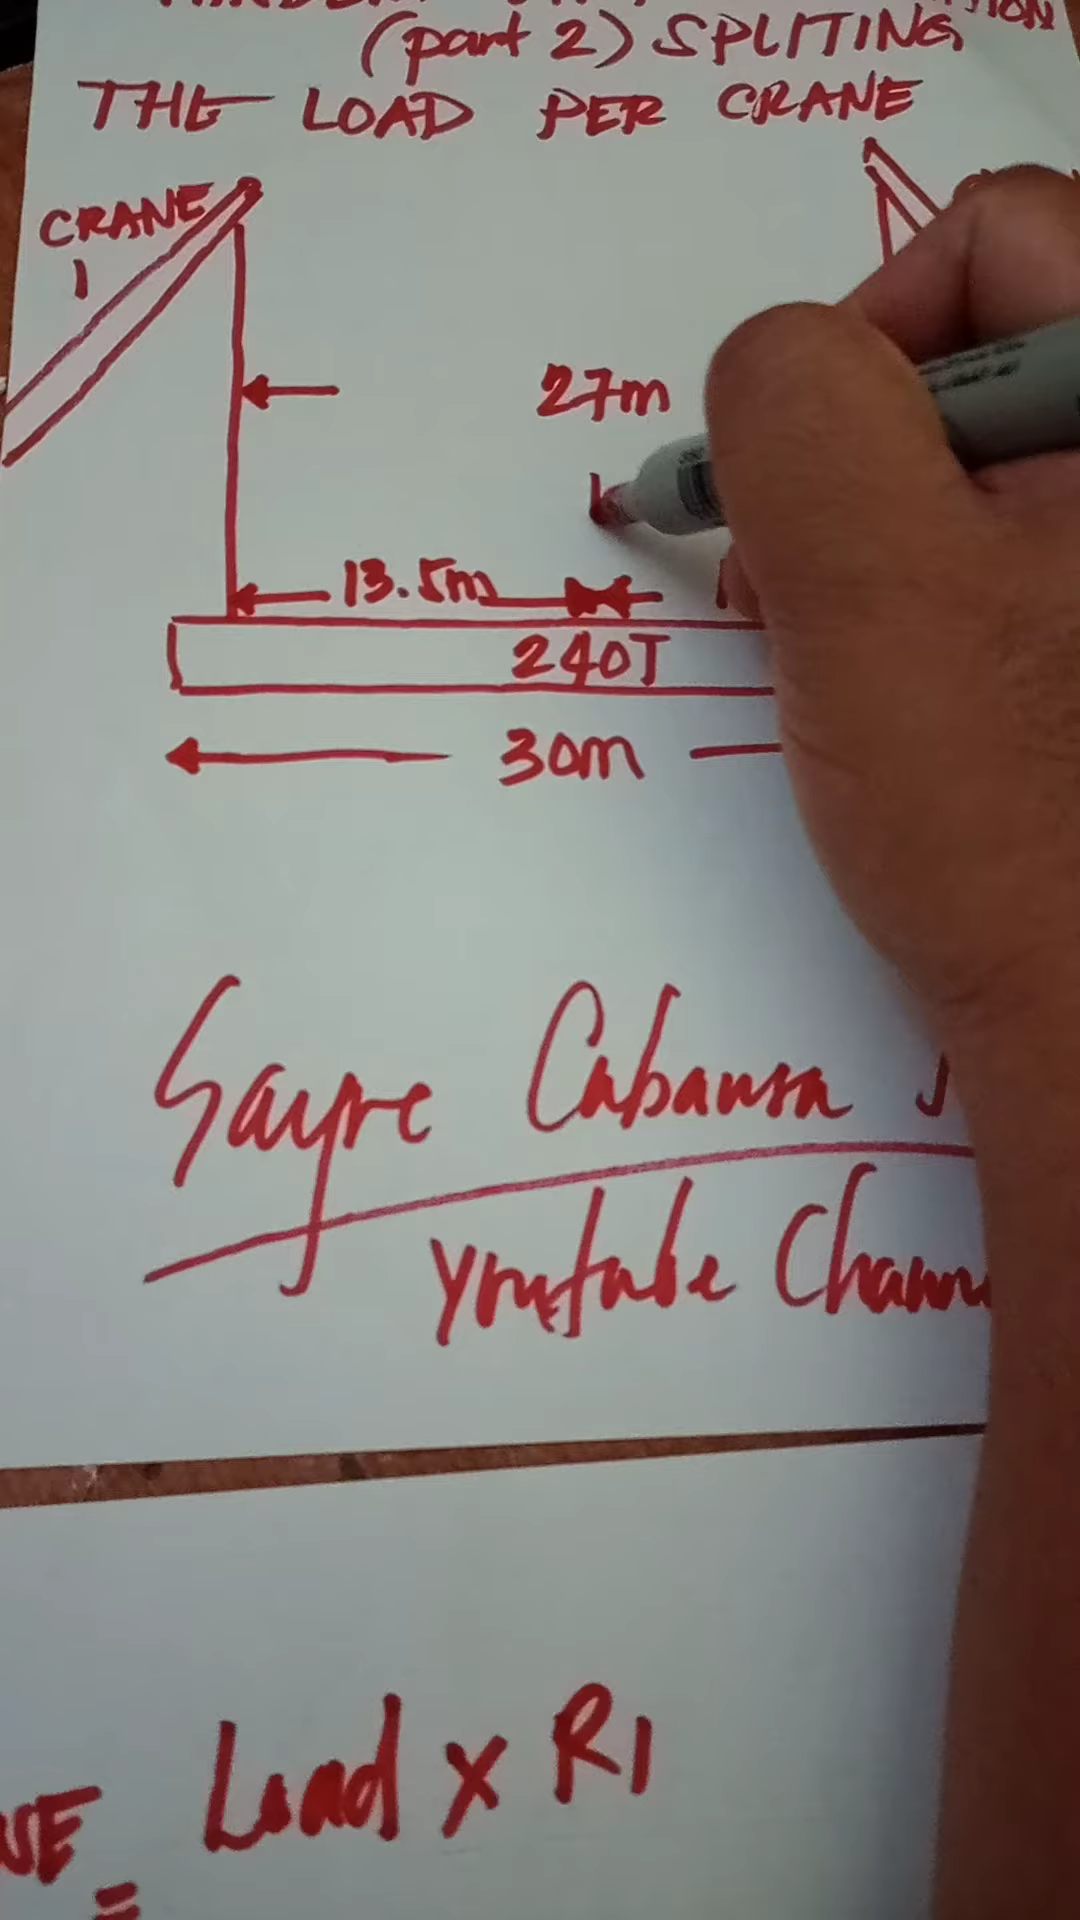 (part 2) SPLITING
THE LOAD PER CRANE
CRANE
1
27m
13.5m
240T
30m
Sayre Cabansa
youtube
Load x R1
=